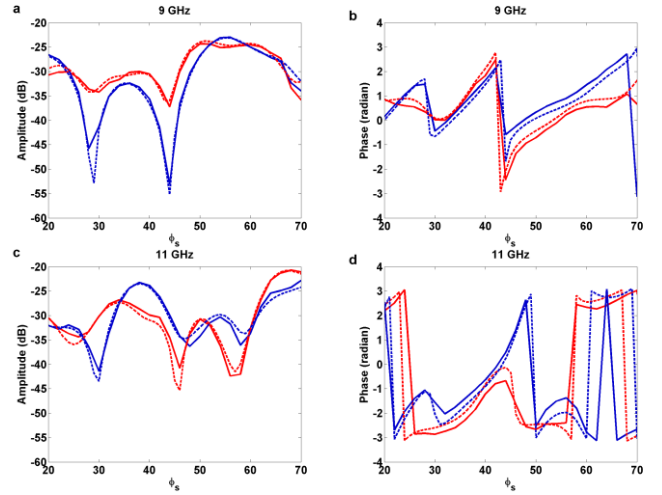 a
9 GHz
Amplitude (dB)
-20
-25
-30
-35
-40
-45
-50
-55
-60
20 30 40 50 60 70
ϕs
b
9 GHz
Phase (radian)
4
3
2
1
0
-1
-2
-3
-4
20 30 40 50 60 70
ϕs
c
11 GHz
Amplitude (dB)
-20
-25
-30
-35
-40
-45
-50
-55
-60
20 30 40 50 60 70
ϕs
d
11 GHz
Phase (radian)
4
3
2
1
0
-1
-2
-3
-4
20 30 40 50 60 70
ϕs